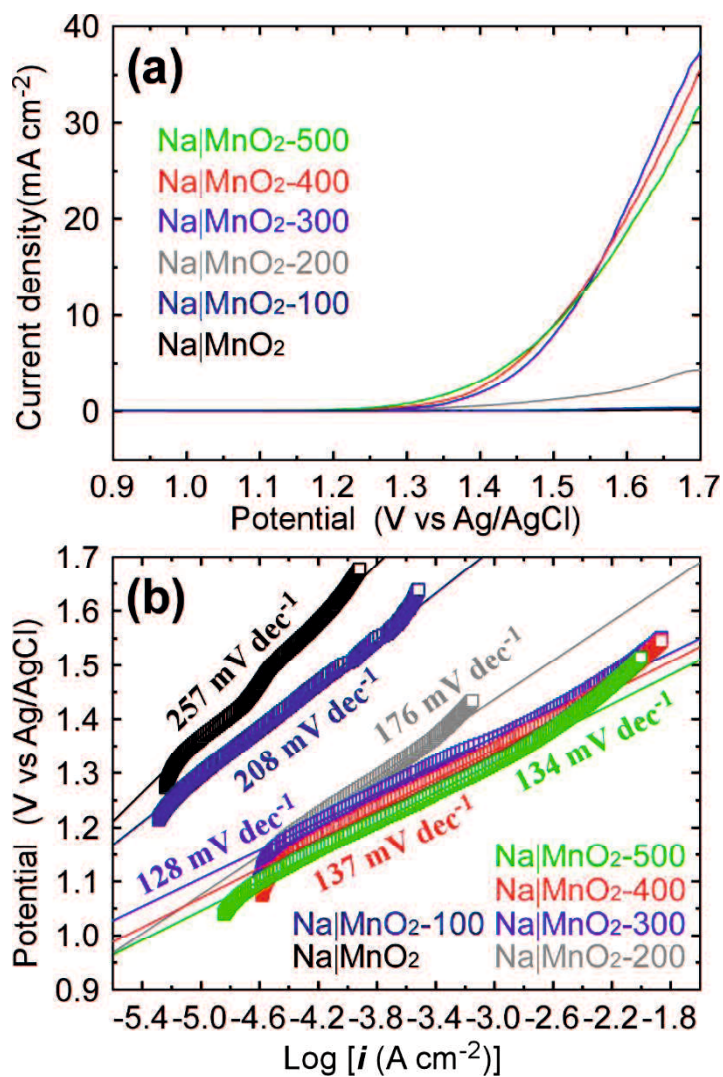 (a)
Current density(mA cm-2)
40
30
20
10
0
Na|MnO2-500
Na|MnO2-400
Na|MnO2-300
Na|MnO2-200
Na|MnO2-100
Na|MnO2
0.9 1.0 1.1 1.2 1.3 1.4 1.5 1.6 1.7
Potential (V vs Ag/AgCl)
(b)
Potential (V vs Ag/AgCl)
1.7
1.6
1.5
1.4
1.3
1.2
1.1
1.0
0.9
257 mV dec-1
208 mV dec-1
176 mV dec-1
134 mV dec-1
128 mV dec-1
137 mV dec-1
Na|MnO2-500
Na|MnO2-400
Na|MnO2-100 Na|MnO2-300
Na|MnO2 Na|MnO2-200
-5.4 -5.0 -4.6 -4.2 -3.8 -3.4 -3.0 -2.6 -2.2 -1.8
Log [i (A cm-2)]